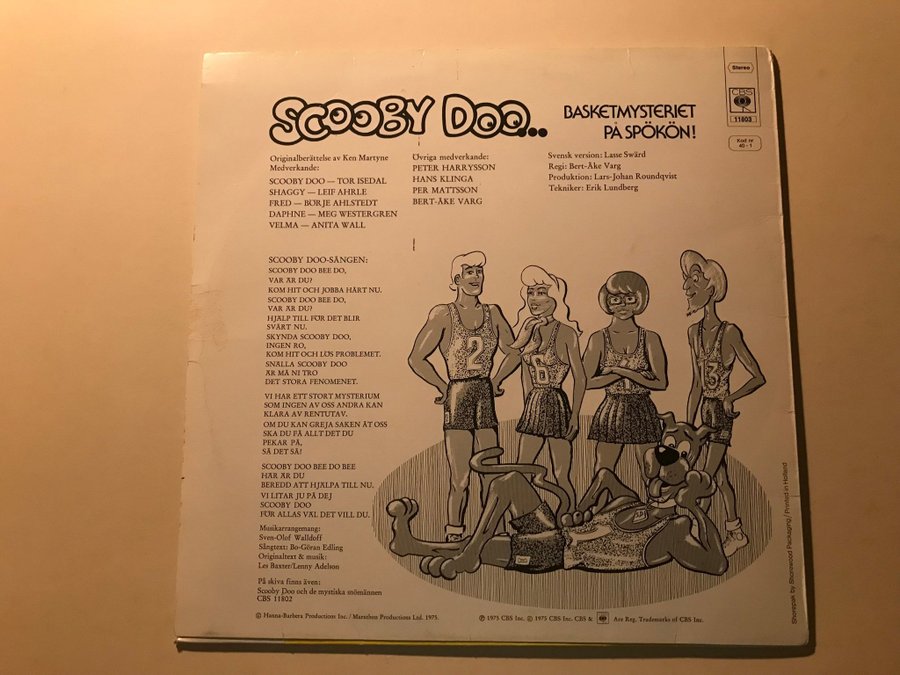 SCOOBY DOO...
BASKETMYSTERIET
PÅ SPÖKÖN!
Stereo
CBS
11803
Kod nr
40 - 1
Originalberättelse av Ken Martyne
Medverkande:
SCOOBY DOO — TOR ISEDAL
SHAGGY — LEIF AHRLE
FRED — BÖRJE AHLSTEDT
DAPHNE — MEG WESTERGREN
VELMA — ANITA WALL
Övriga medverkande:
PETER HARRYSSON
HANS KLINGA
PER MATTSSON
BERT-ÅKE VARG
Svensk version: Lasse Swärd
Regi: Bert-Åke Varg
Produktion: Lars-Johan Roundqvist
Tekniker: Erik Lundberg
SCOOBY DOO-SÅNGEN:
SCOOBY DOO BEE DO,
VAR ÄR DU?
KOM HIT OCH JOBBA HÅRT NU.
SCOOBY DOO BEE DO,
VAR ÄR DU?
HJÄLP TILL FÖR DET BLIR
SVÅRT NU.
SKYNDA SCOOBY DOO,
INGEN RO,
KOM HIT OCH LÖS PROBLEMET.
SNÄLLA SCOOBY DOO
ÄR MÅ NI TRO
DET STORA FENOMENET.
VI HAR ETT STORT MYSTERIUM
SOM INGEN AV OSS ANDRA KAN
KLARA AV RENTUTAV.
OM DU KAN GREJA SAKEN ÅT OSS
SKA DU FÅ ALLT DET DU
PEKAR PÅ,
SÅ DET SÅ!
SCOOBY DOO BEE DO BEE
HÄR ÄR DU
BEREDD ATT HJÄLPA TILL NU.
VI LITAR JU PÅ DEJ
SCOOBY DOO
FÖR ALLAS VÄL DET VILL DU.
Musikarrangemang:
Sven-Olof Walldoff
Sångtext: Bo-Göran Edling
Originaltext & musik:
Les Baxter/Lenny Adelson
På skiva finns även:
Scooby Doo och de mystiska snömännen
CBS 11802
2
6
1
3
© Hanna-Barbera Productions Inc. / Marathon Productions Ltd. 1975.
℗ 1975 CBS Inc. © 1975 CBS Inc. CBS & Are Reg. Trademarks of CBS Inc.
Shorepak by Shorewood Packaging / Printed in Holland